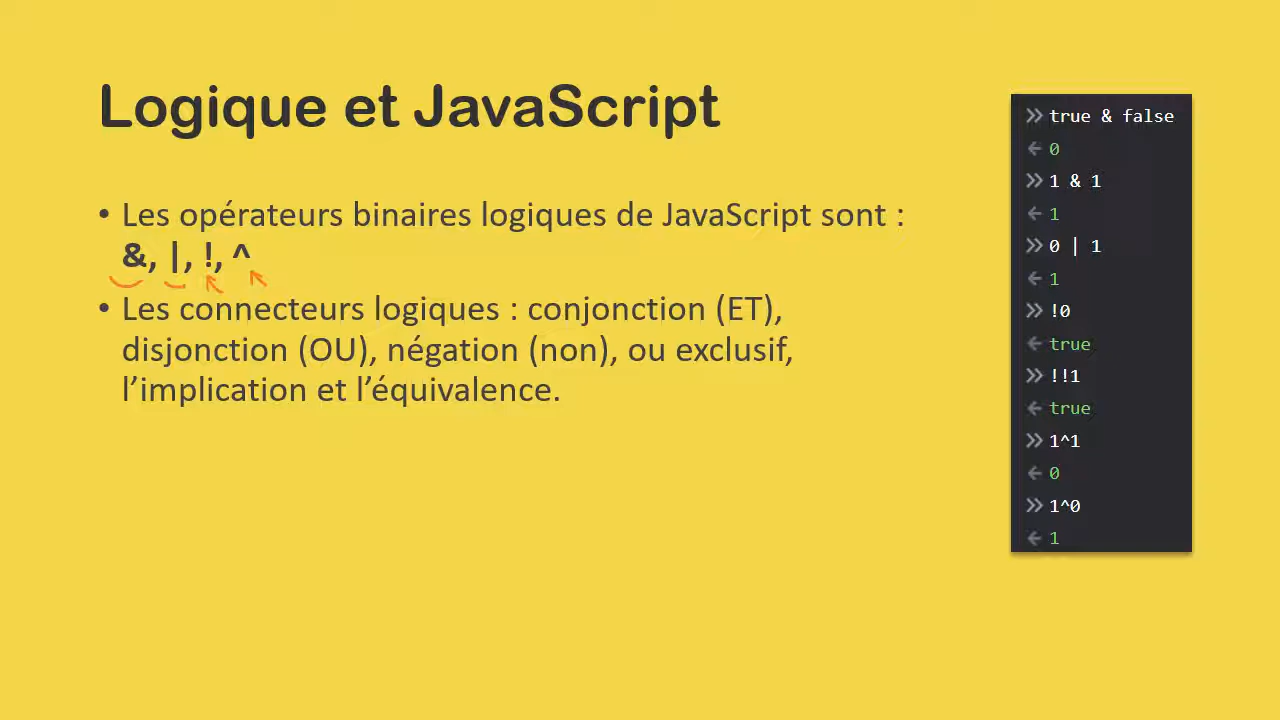 Logique et JavaScript
• Les opérateurs binaires logiques de JavaScript sont :
&, |, !, ^
• Les connecteurs logiques : conjonction (ET),
disjonction (OU), négation (non), ou exclusif,
l’implication et l’équivalence.
» true & false
← 0
» 1 & 1
← 1
» 0 | 1
← 1
» !0
← true
» !!1
← true
» 1^1
← 0
» 1^0
← 1